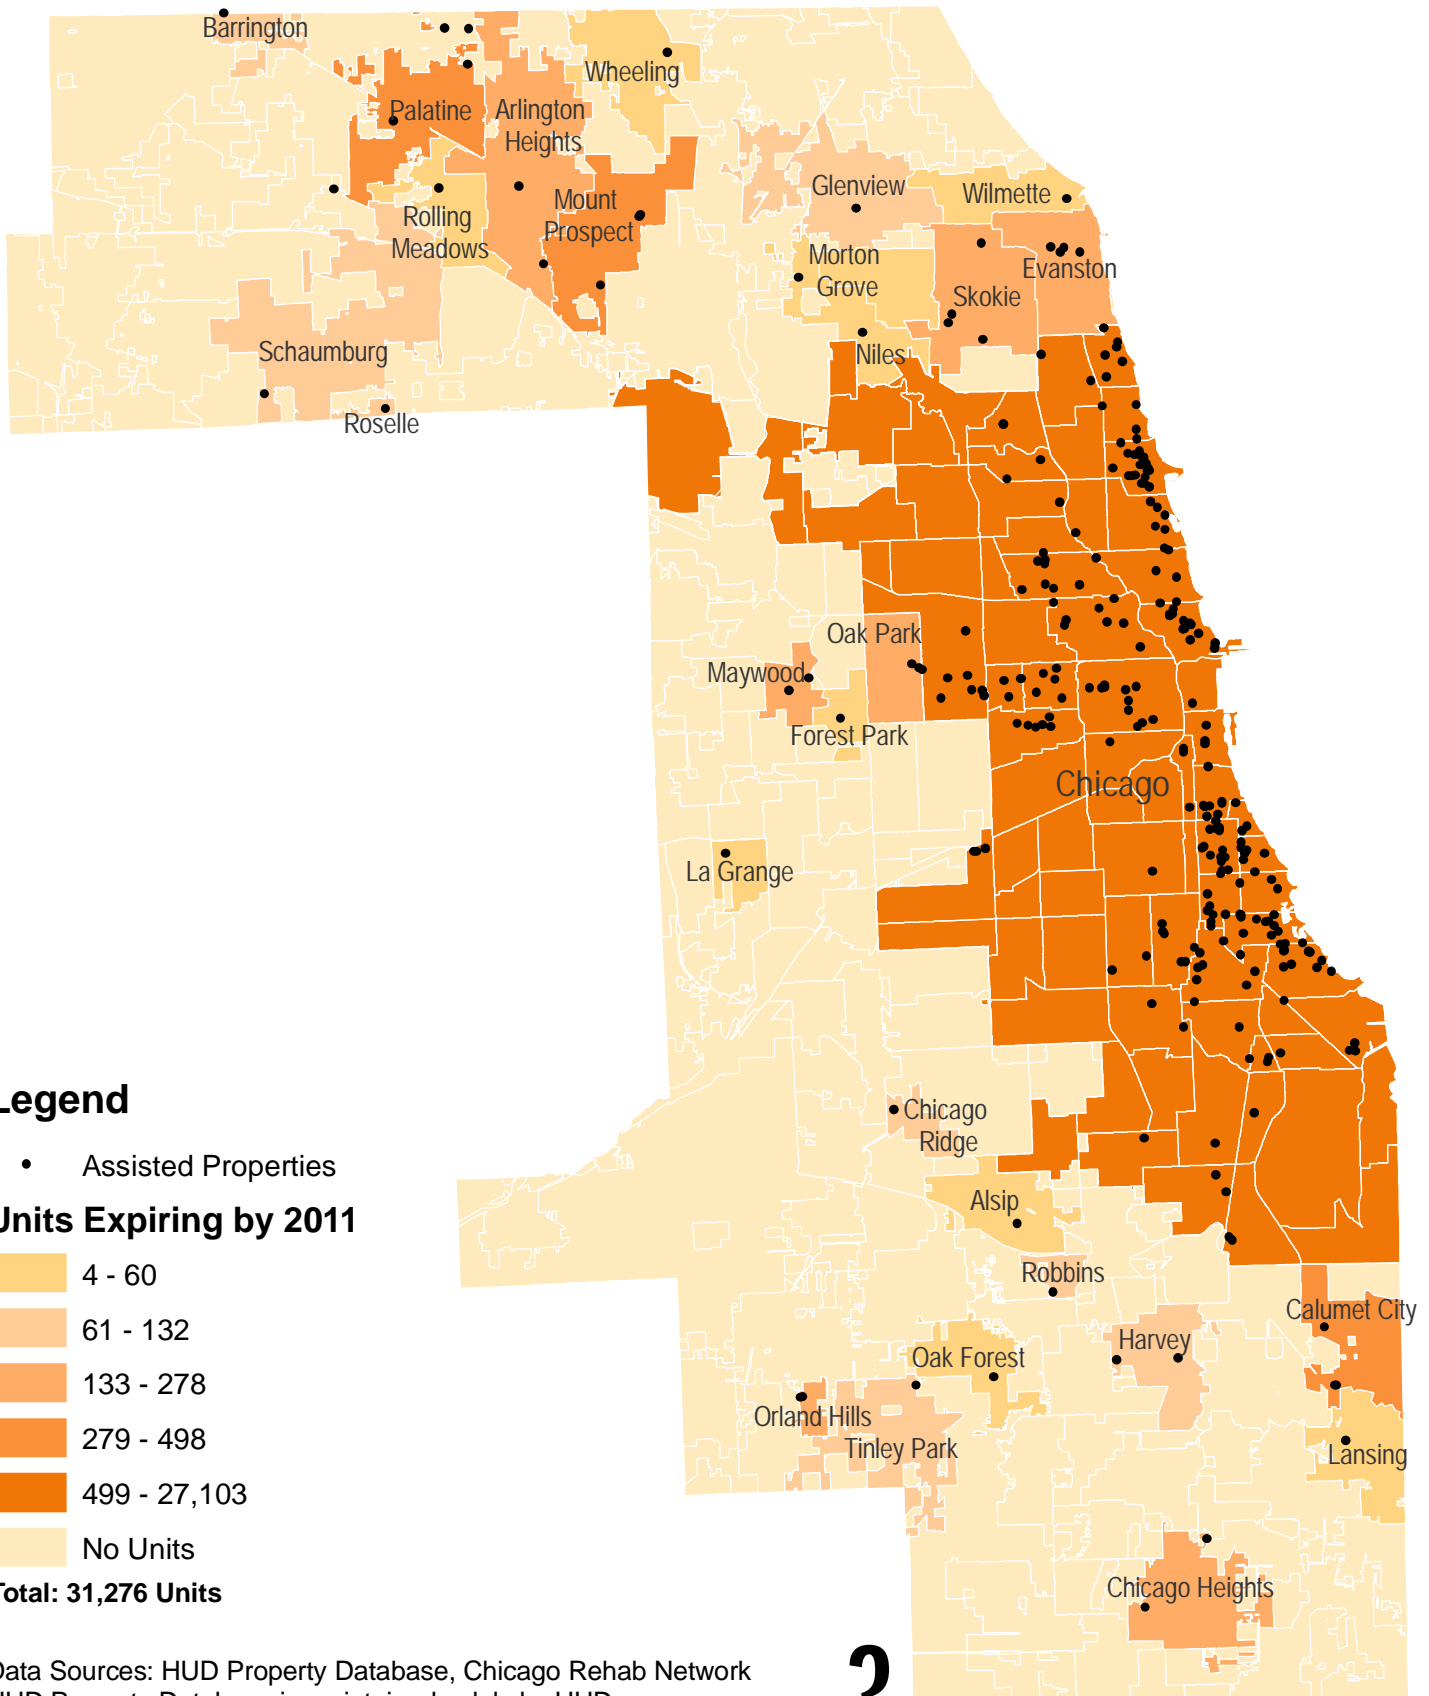 Barrington
Wheeling
Palatine
Arlington
Heights
Glenview
Wilmette
Mount
Prospect
Rolling
Meadows
Morton
Grove
Evanston
Skokie
Schaumburg
Niles
Roselle
Oak Park
Maywood
Forest Park
Chicago
La Grange
Chicago
Ridge
Alsip
Robbins
Calumet City
Harvey
Oak Forest
Orland Hills
Tinley Park
Lansing
Chicago Heights
Legend
Assisted Properties
Units Expiring by 2011
4 - 60
61 - 132
133 - 278
279 - 498
499 - 27,103
No Units
Total: 31,276 Units
Data Sources: HUD Property Database, Chicago Rehab Network